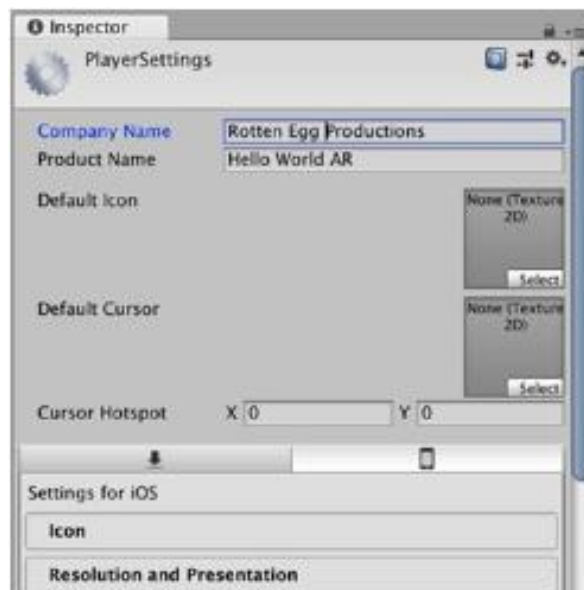 Inspector
PlayerSettings
Company Name Rotten Egg Productions
Product Name Hello World AR
Default Icon
None (Texture
2D)
Select
Default Cursor
None (Texture
2D)
Select
Cursor Hotspot X 0 Y 0
Settings for iOS
Icon
Resolution and Presentation